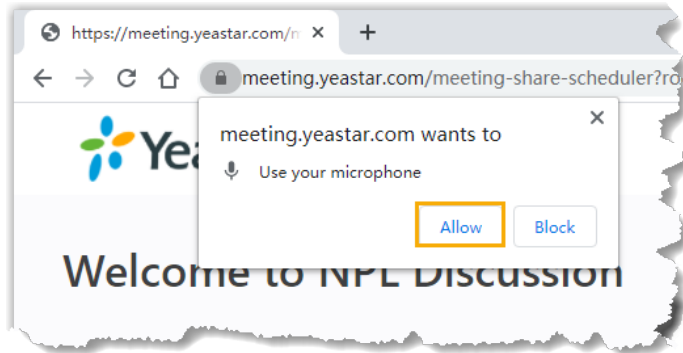 https://meeting.yeastar.com/m
meeting.yeastar.com/meeting-share-scheduler?ro
meeting.yeastar.com wants to
Use your microphone
Allow
Block
Yea
Welcome to NPL Discussion